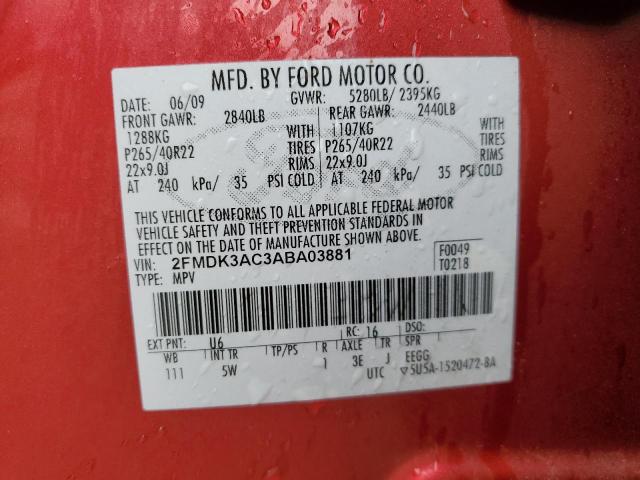 MFD. BY FORD MOTOR CO.
DATE: 06/09 GVWR: 5280LB/ 2395KG
FRONT GAWR: 2840LB REAR GAWR: 2440LB
1288KG WITH 1107KG WITH
P265/40R22 TIRES P265/40R22 TIRES
22x9.0J RIMS 22x9.0J RIMS
AT 240 kPa/ 35 PSI COLD AT 240 kPa/ 35 PSI COLD
THIS VEHICLE CONFORMS TO ALL APPLICABLE FEDERAL MOTOR
VEHICLE SAFETY AND THEFT PREVENTION STANDARDS IN
EFFECT ON THE DATE OF MANUFACTURE SHOWN ABOVE.
VIN: 2FMDK3AC3ABA03881 F0049
TYPE: MPV T0218
EXT PNT: U6 RC: 16 DSO:
WB INT TR TP/PS R AXLE TR SPR
111 5W 1 3E J EEGG
UTC ▽5U5A-1520472-BA